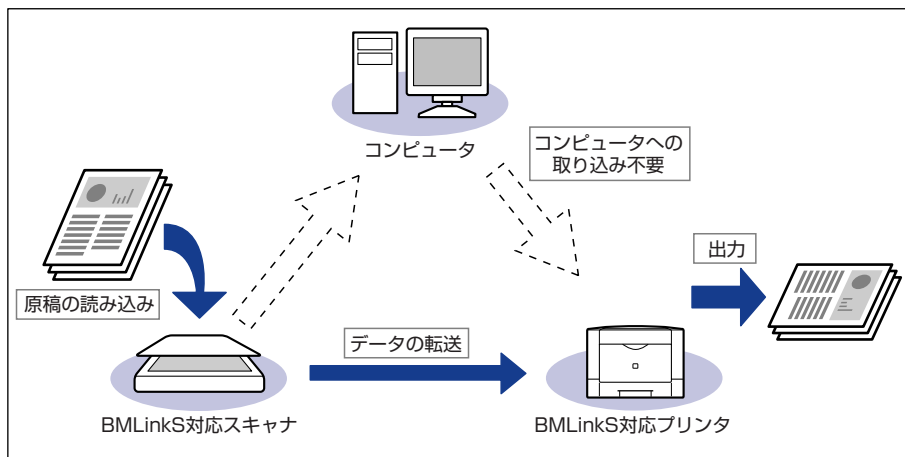 コンピュータ
コンピュータへの
取り込み不要
出力
原稿の読み込み
データの転送
BMLinkS対応スキャナ
BMLinkS対応プリンタ